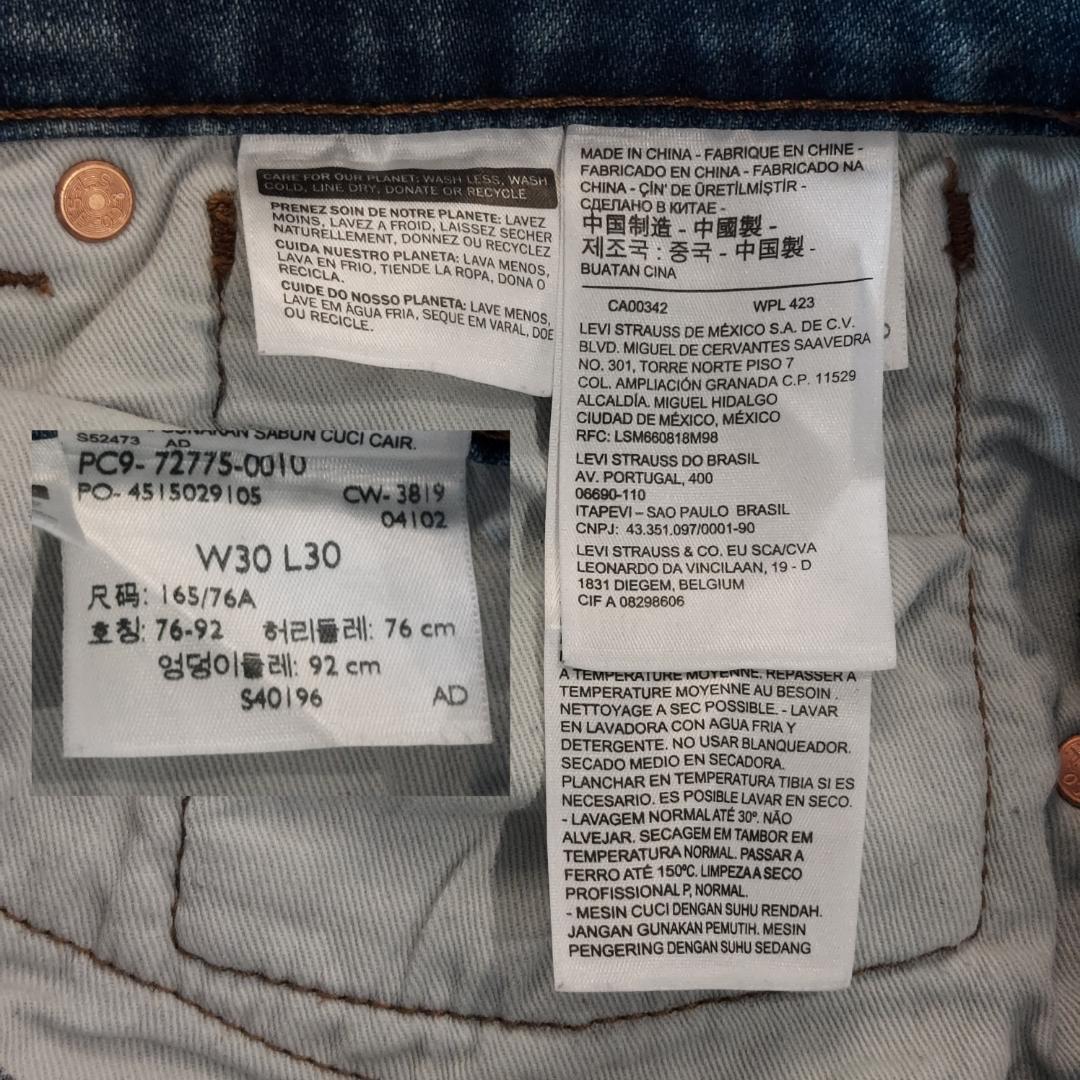 CARE FOR OUR PLANET: WASH LESS, WASH
COLD, LINE DRY, DONATE OR RECYCLE
PRENEZ SOIN DE NOTRE PLANETE: LAVEZ
MOINS, LAVEZ A FROID, LAISSEZ SECHER
NATURELLEMENT, DONNEZ OU RECYCLEZ
CUIDA NUESTRO PLANETA: LAVA MENOS,
LAVA EN FRIO, TIENDE LA ROPA, DONA O
RECICLA.
CUIDE DO NOSSO PLANETA: LAVE MENOS,
LAVE EM ÁGUA FRIA, SEQUE EM VARAL, DOE
OU RECICLE.
MADE IN CHINA - FABRIQUE EN CHINE -
FABRICADO EN CHINA - FABRICADO NA
CHINA - ÇİN' DE ÜRETİLMİŞTİR -
СДЕЛАНО В КИТАЕ -
中国制造 - 中國製 -
제조국 : 중국 - 中国製 -
BUATAN CINA
CA00342 WPL 423
LEVI STRAUSS DE MÉXICO S.A. DE C.V.
BLVD. MIGUEL DE CERVANTES SAAVEDRA
NO. 301, TORRE NORTE PISO 7
COL. AMPLIACIÓN GRANADA C.P. 11529
ALCALDÍA. MIGUEL HIDALGO
CIUDAD DE MÉXICO, MÉXICO
RFC: LSM660818M98
LEVI STRAUSS DO BRASIL
AV. PORTUGAL, 400
06690-110
ITAPEVI – SAO PAULO BRASIL
CNPJ: 43.351.097/0001-90
LEVI STRAUSS & CO. EU SCA/CVA
LEONARDO DA VINCILAAN, 19 - D
1831 DIEGEM, BELGIUM
CIF A 08298606
GUNAKAN SABUN CUCI CAIR.
S52473 AD
PC9- 72775-0010
PO- 4515029105 CW- 3819
04102
W30 L30
尺码: 165/76A
호칭: 76-92 허리둘레: 76 cm
엉덩이둘레: 92 cm
S40196 AD
A TEMPERATURE MOYENNE. REPASSER A
TEMPERATURE MOYENNE AU BESOIN .
NETTOYAGE A SEC POSSIBLE. - LAVAR
EN LAVADORA CON AGUA FRIA Y
DETERGENTE. NO USAR BLANQUEADOR.
SECADO MEDIO EN SECADORA.
PLANCHAR EN TEMPERATURA TIBIA SI ES
NECESARIO. ES POSIBLE LAVAR EN SECO.
- LAVAGEM NORMAL ATÉ 30º. NÃO
ALVEJAR. SECAGEM EM TAMBOR EM
TEMPERATURA NORMAL. PASSAR A
FERRO ATÉ 150ºC. LIMPEZA A SECO
PROFISSIONAL P, NORMAL.
- MESIN CUCI DENGAN SUHU RENDAH.
JANGAN GUNAKAN PEMUTIH. MESIN
PENGERING DENGAN SUHU SEDANG